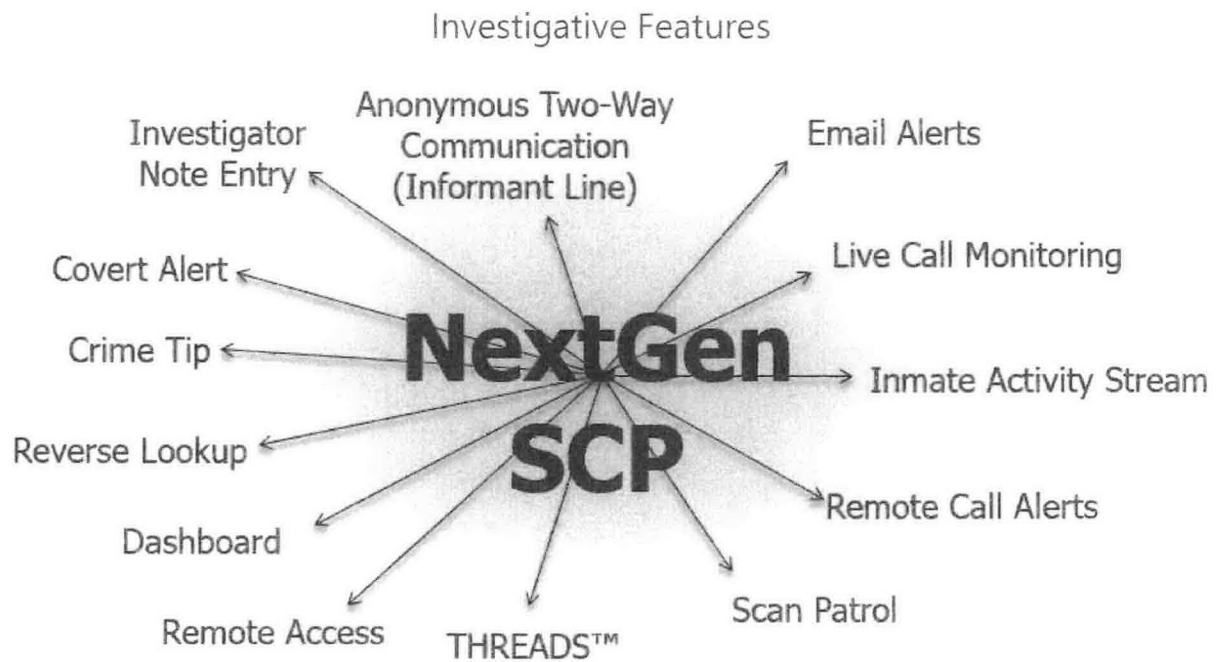 Investigative Features
Anonymous Two-Way
Communication
(Informant Line)
Investigator
Note Entry
Email Alerts
Covert Alert
Live Call Monitoring
Crime Tip
NextGen
SCP
Inmate Activity Stream
Reverse Lookup
Remote Call Alerts
Dashboard
Scan Patrol
Remote Access
THREADS™